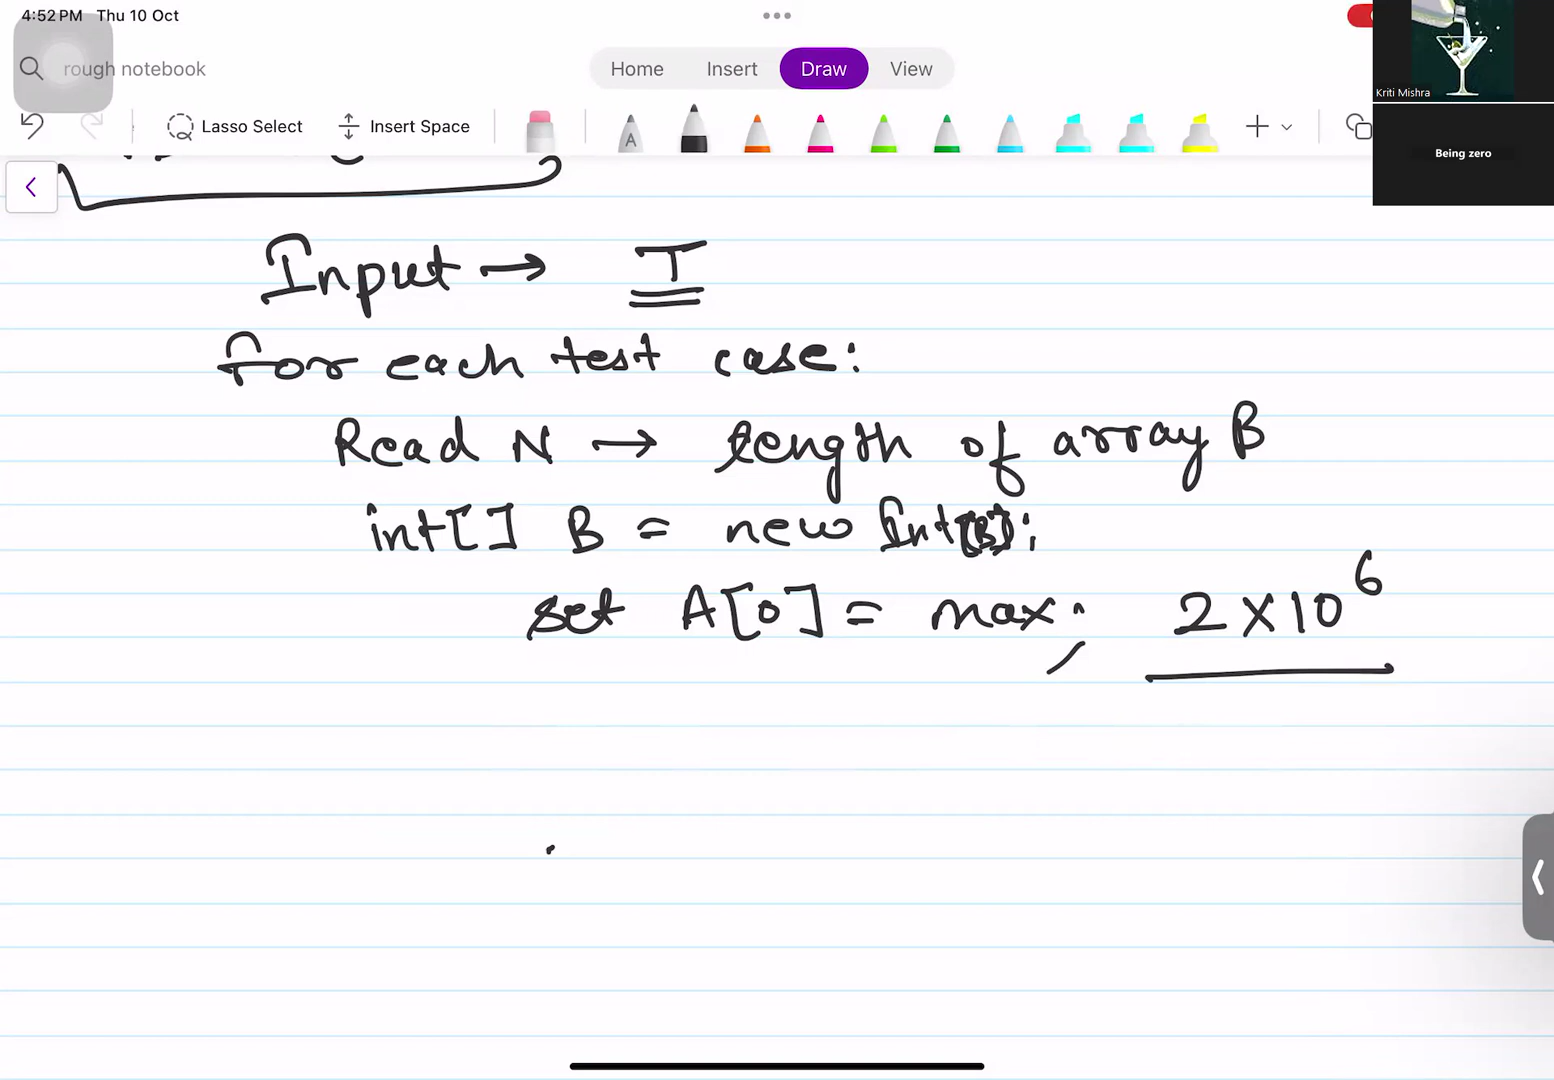 4:52 PM Thu 10 Oct
rough notebook
Home Insert Draw View
Lasso Select Insert Space
A
Kriti Mishra
Being zero
Input → T
for each test case:
Read N → length of array B
int[] B = new Int[B];
set A[0] = max; 2 × 10^6